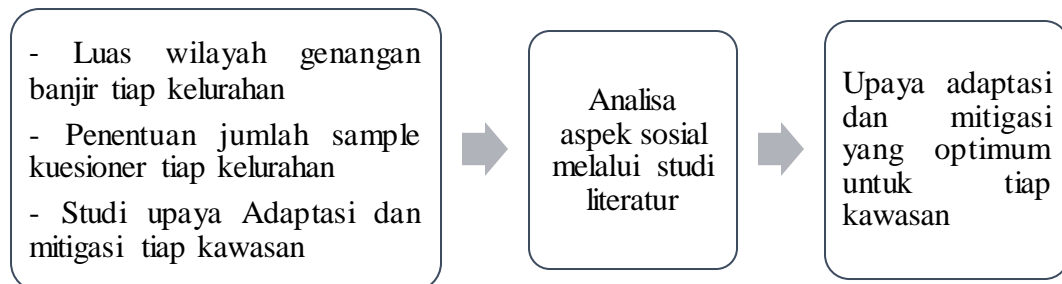 - Luas wilayah genangan
banjir tiap kelurahan
- Penentuan jumlah sample
kuesioner tiap kelurahan
- Studi upaya Adaptasi dan
mitigasi tiap kawasan
Analisa
aspek sosial
melalui studi
literatur
Upaya adaptasi
dan mitigasi
yang optimum
untuk tiap
kawasan